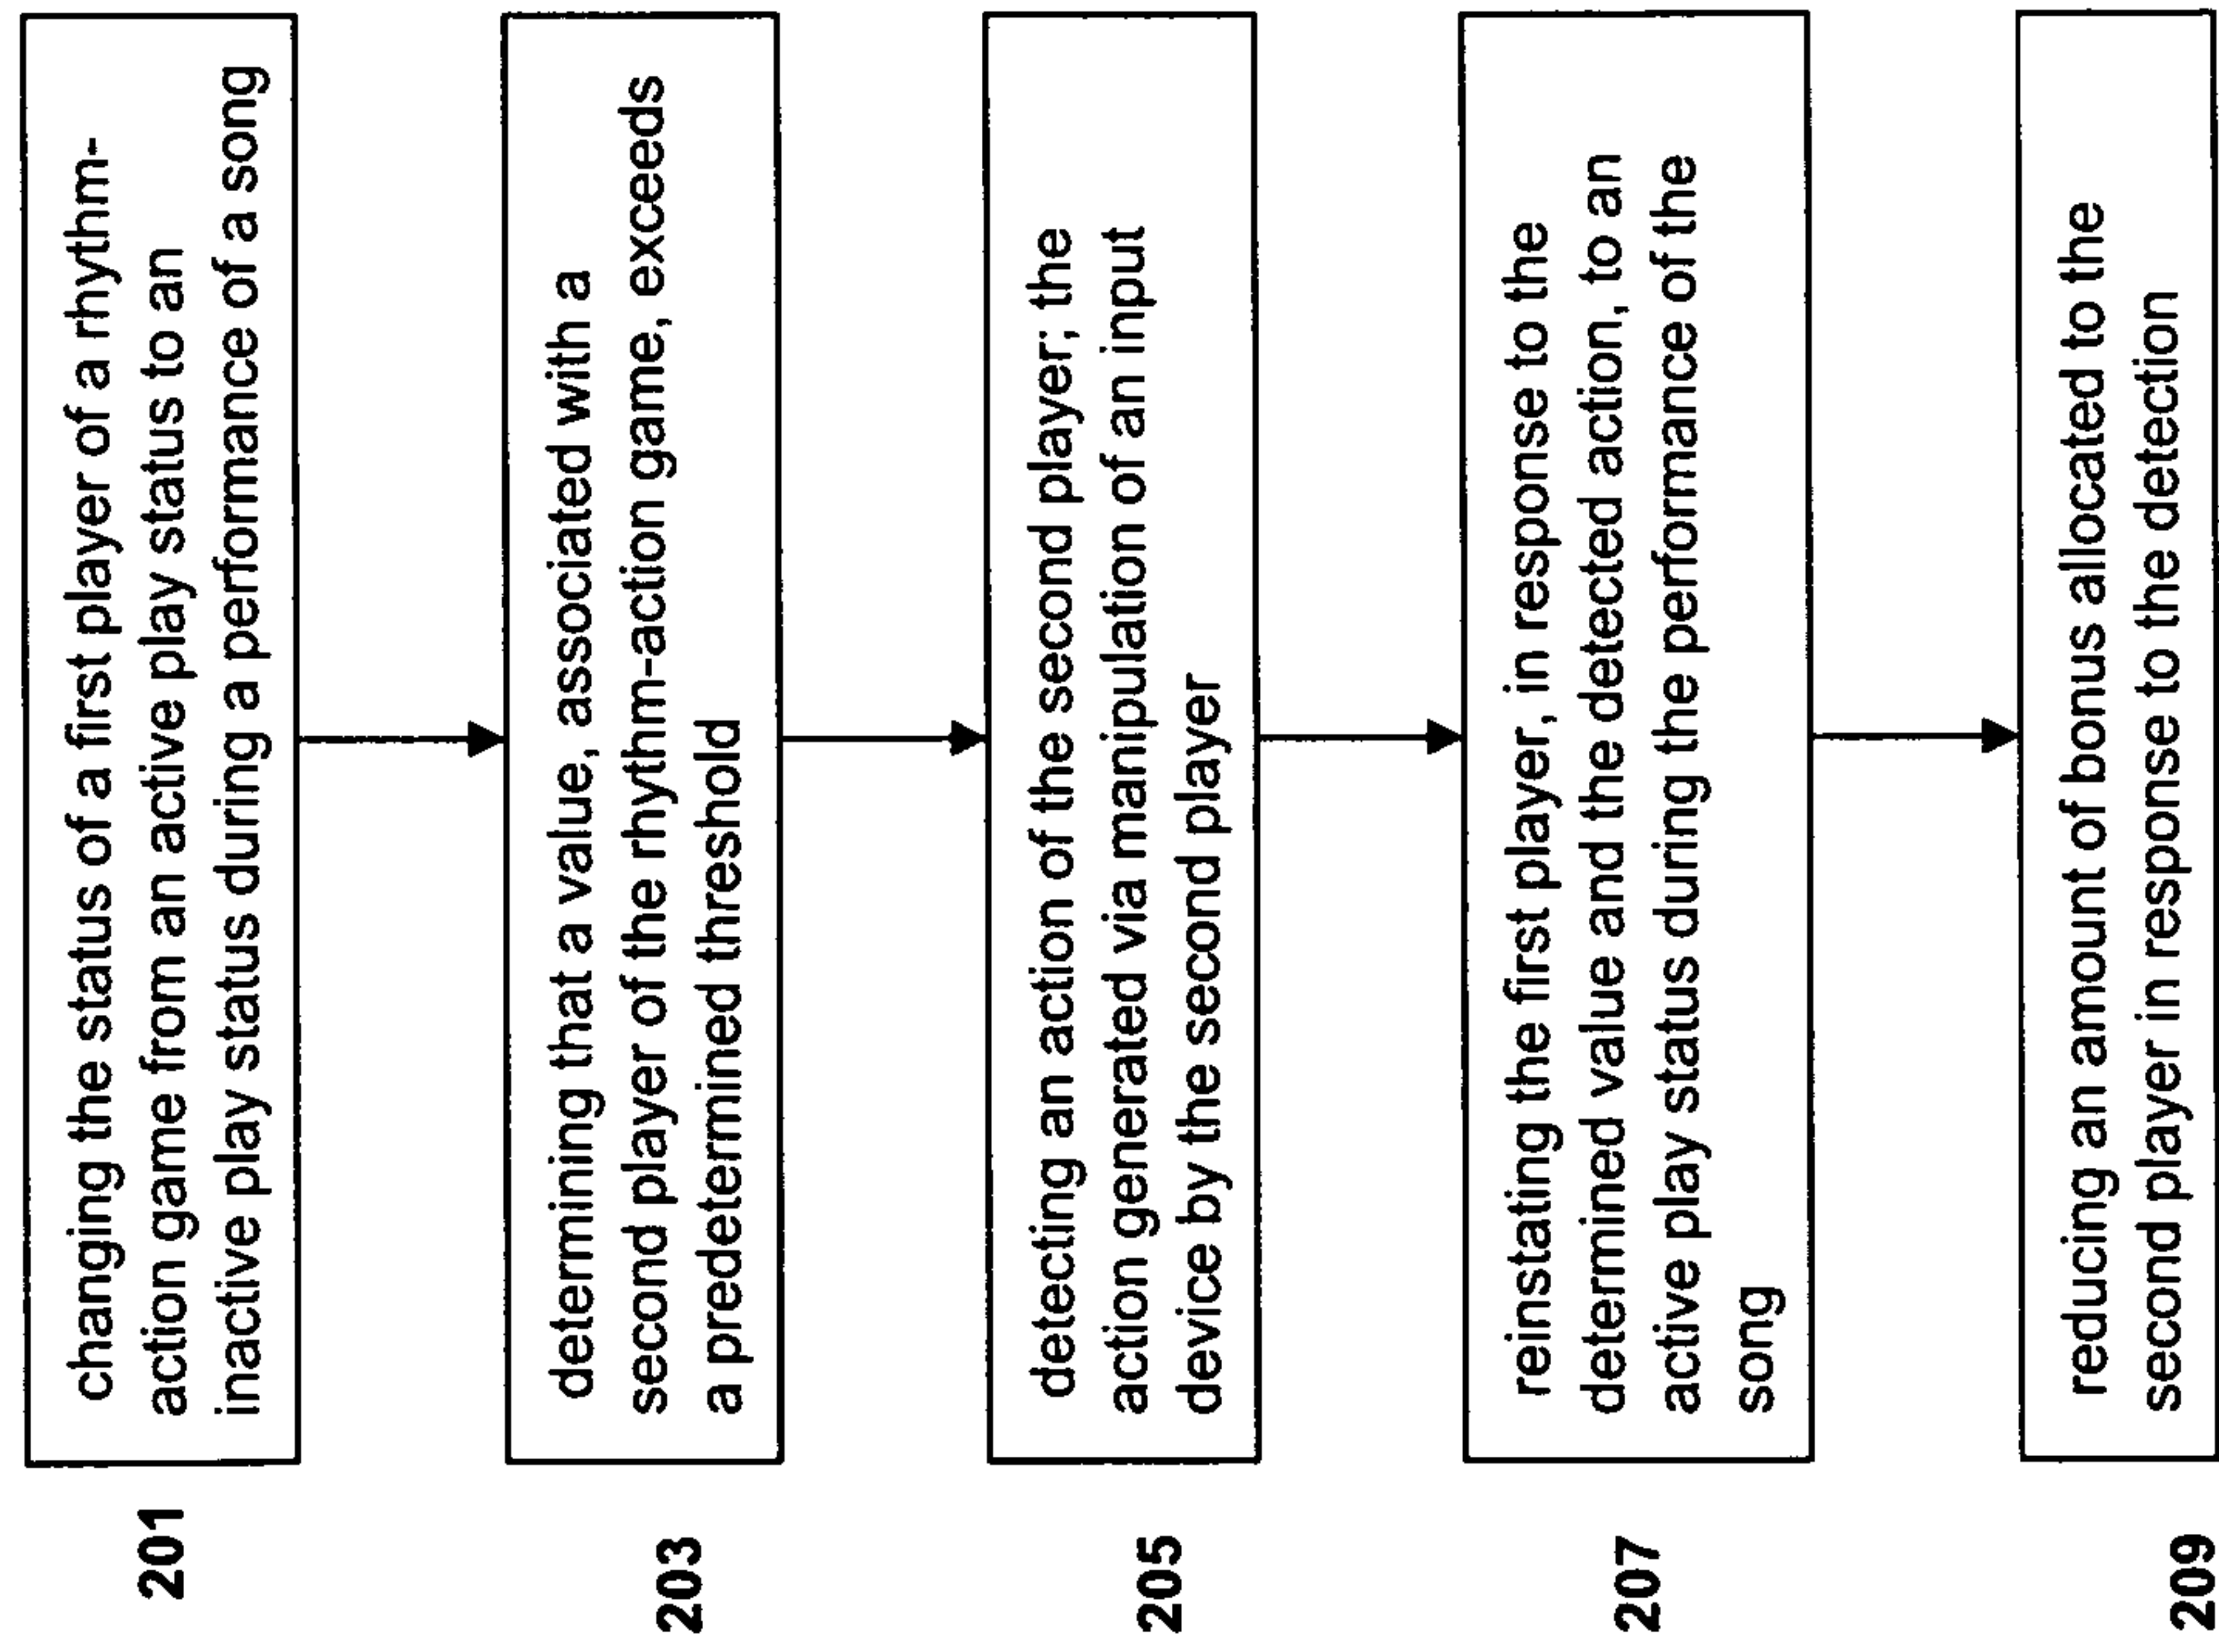 201
changing the status of a first player of a rhythm-
action game from an active play status to an
inactive play status during a performance of a song
203
determining that a value, associated with a
second player of the rhythm-action game, exceeds
a predetermined threshold
205
detecting an action of the second player; the
action generated via manipulation of an input
device by the second player
207
reinstating the first player, in response to the
determined value and the detected action, to an
active play status during the performance of the
song
209
reducing an amount of bonus allocated to the
second player in response to the detection